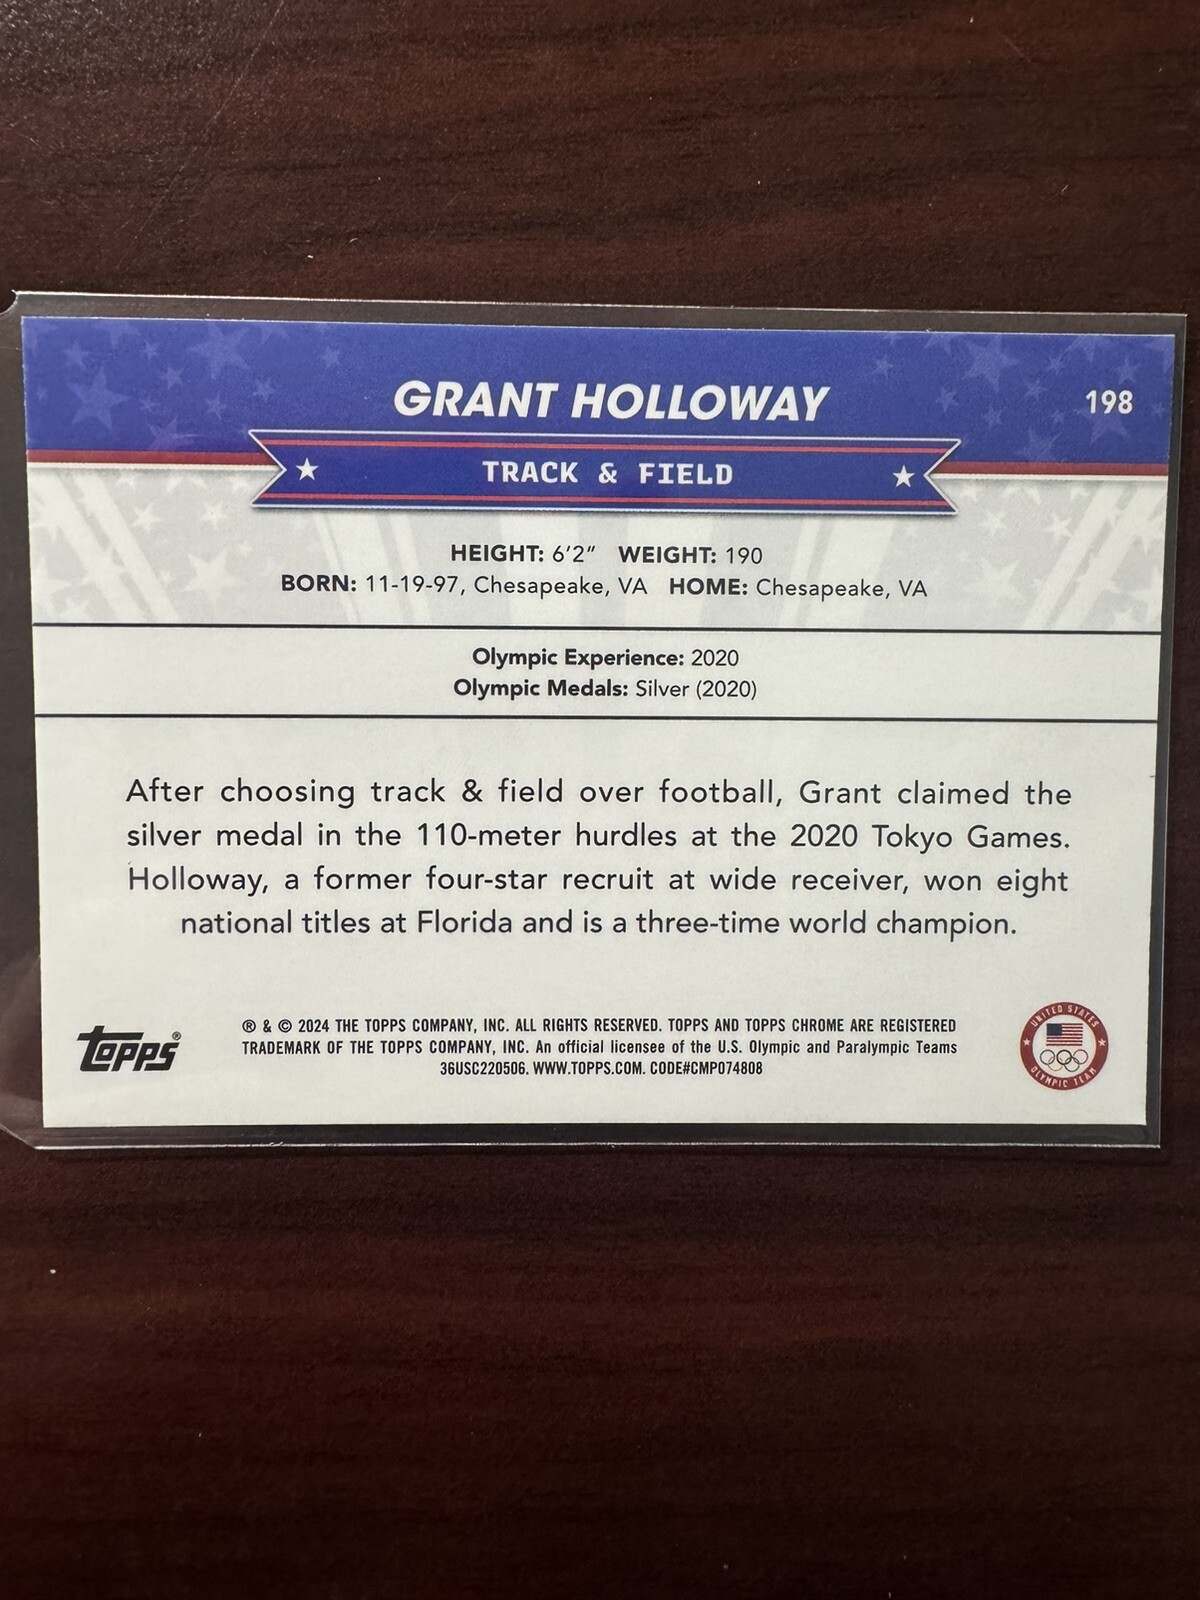 GRANT HOLLOWAY
198
TRACK & FIELD
HEIGHT: 6'2" WEIGHT: 190
BORN: 11-19-97, Chesapeake, VA HOME: Chesapeake, VA
Olympic Experience: 2020
Olympic Medals: Silver (2020)
After choosing track & field over football, Grant claimed the
silver medal in the 110-meter hurdles at the 2020 Tokyo Games.
Holloway, a former four-star recruit at wide receiver, won eight
national titles at Florida and is a three-time world champion.
Topps®
® & © 2024 THE TOPPS COMPANY, INC. ALL RIGHTS RESERVED. TOPPS AND TOPPS CHROME ARE REGISTERED
TRADEMARK OF THE TOPPS COMPANY, INC. An official licensee of the U.S. Olympic and Paralympic Teams
36USC220506. WWW.TOPPS.COM. CODE#CMP074808
UNITED STATES
OLYMPIC TEAM